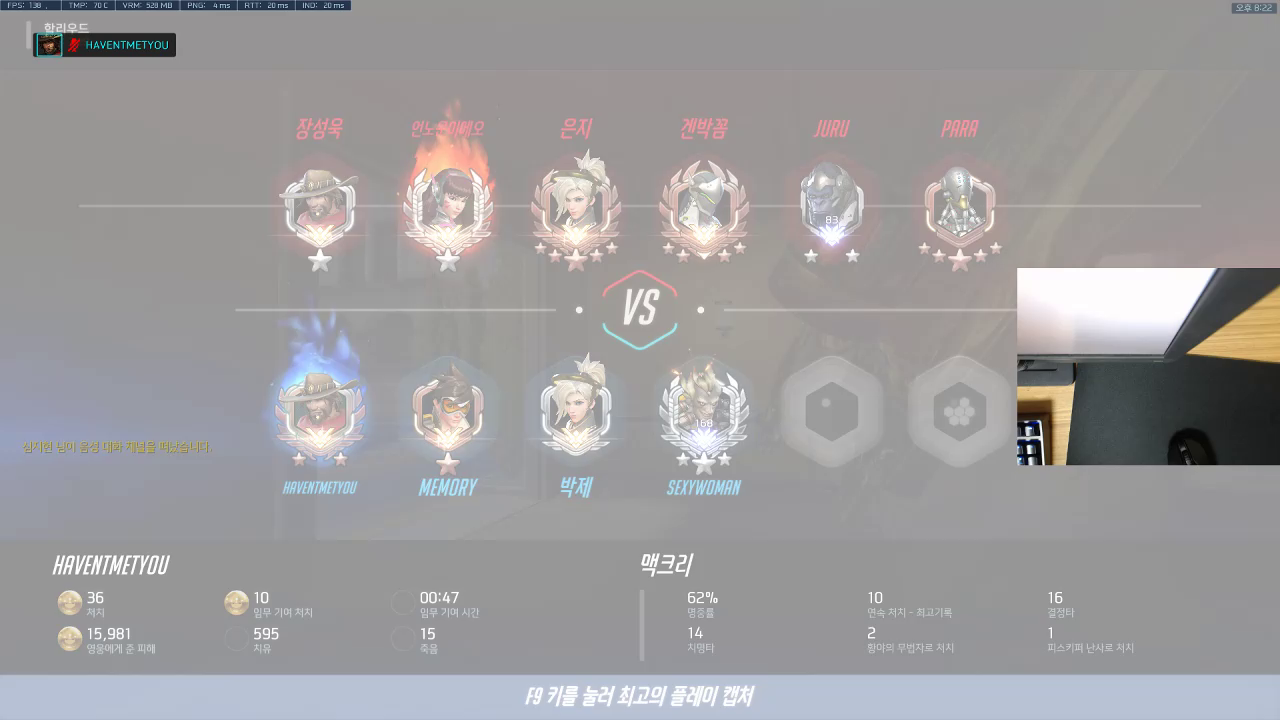 FPS: 138 , TMP: 70 C VRM: 528 MB PNG: 4 ms RTT: 20 ms IND: 20 ms
오후 8:22
할리우드
HAVENTMETYOU
장성욱 은지 겐박꼼 JURU PARA
83
VS
168
심지현 님이 음성 대화 채널을 떠났습니다.
HAVENTMETYOU MEMORY 박제 SEXYWOMAN
HAVENTMETYOU
36 처치
10 임무 기여 처치
00:47 임무 기여 시간
15,981 영웅에게 준 피해
595 치유
15 죽음
맥크리
62% 명중률
10 연속 처치 - 최고기록
16 결정타
14 치명타
2 황야의 무법자로 처치
1 피스키퍼 난사로 처치
F9 키를 눌러 최고의 플레이 캡처